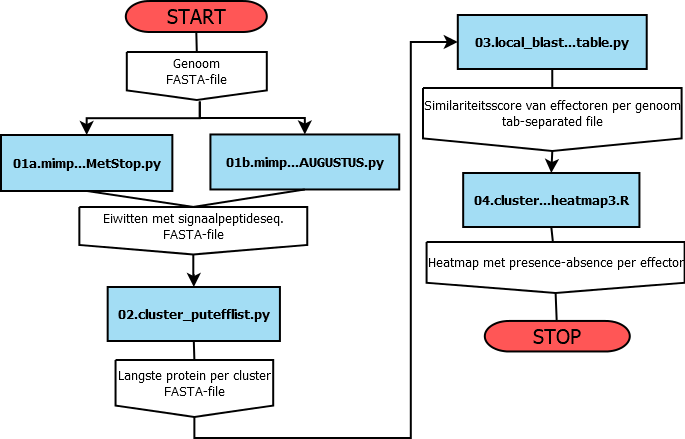 START
Genoom
FASTA-file
01a.mimp...MetStop.py
01b.mimp...AUGUSTUS.py
Eiwitten met signaalpeptideseq.
FASTA-file
02.cluster_putefflist.py
Langste protein per cluster
FASTA-file
03.local_blast...table.py
Similariteitsscore van effectoren per genoom
tab-separated file
04.cluster...heatmap3.R
Heatmap met presence-absence per effector
STOP